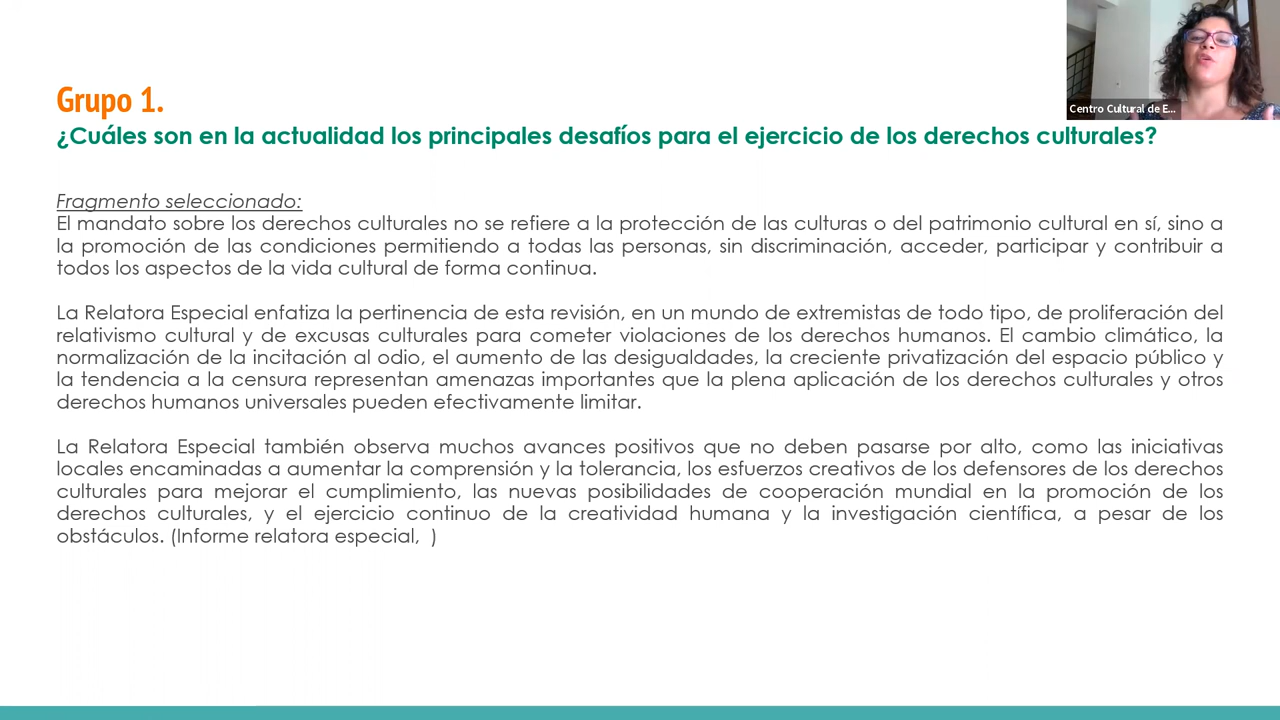 Grupo 1.
¿Cuáles son en la actualidad los principales desafíos para el ejercicio de los derechos culturales?
Centro Cultural de E...
Fragmento seleccionado:
El mandato sobre los derechos culturales no se refiere a la protección de las culturas o del patrimonio cultural en sí, sino a
la promoción de las condiciones permitiendo a todas las personas, sin discriminación, acceder, participar y contribuir a
todos los aspectos de la vida cultural de forma continua.
La Relatora Especial enfatiza la pertinencia de esta revisión, en un mundo de extremistas de todo tipo, de proliferación del
relativismo cultural y de excusas culturales para cometer violaciones de los derechos humanos. El cambio climático, la
normalización de la incitación al odio, el aumento de las desigualdades, la creciente privatización del espacio público y
la tendencia a la censura representan amenazas importantes que la plena aplicación de los derechos culturales y otros
derechos humanos universales pueden efectivamente limitar.
La Relatora Especial también observa muchos avances positivos que no deben pasarse por alto, como las iniciativas
locales encaminadas a aumentar la comprensión y la tolerancia, los esfuerzos creativos de los defensores de los derechos
culturales para mejorar el cumplimiento, las nuevas posibilidades de cooperación mundial en la promoción de los
derechos culturales, y el ejercicio continuo de la creatividad humana y la investigación científica, a pesar de los
obstáculos. (Informe relatora especial,  )